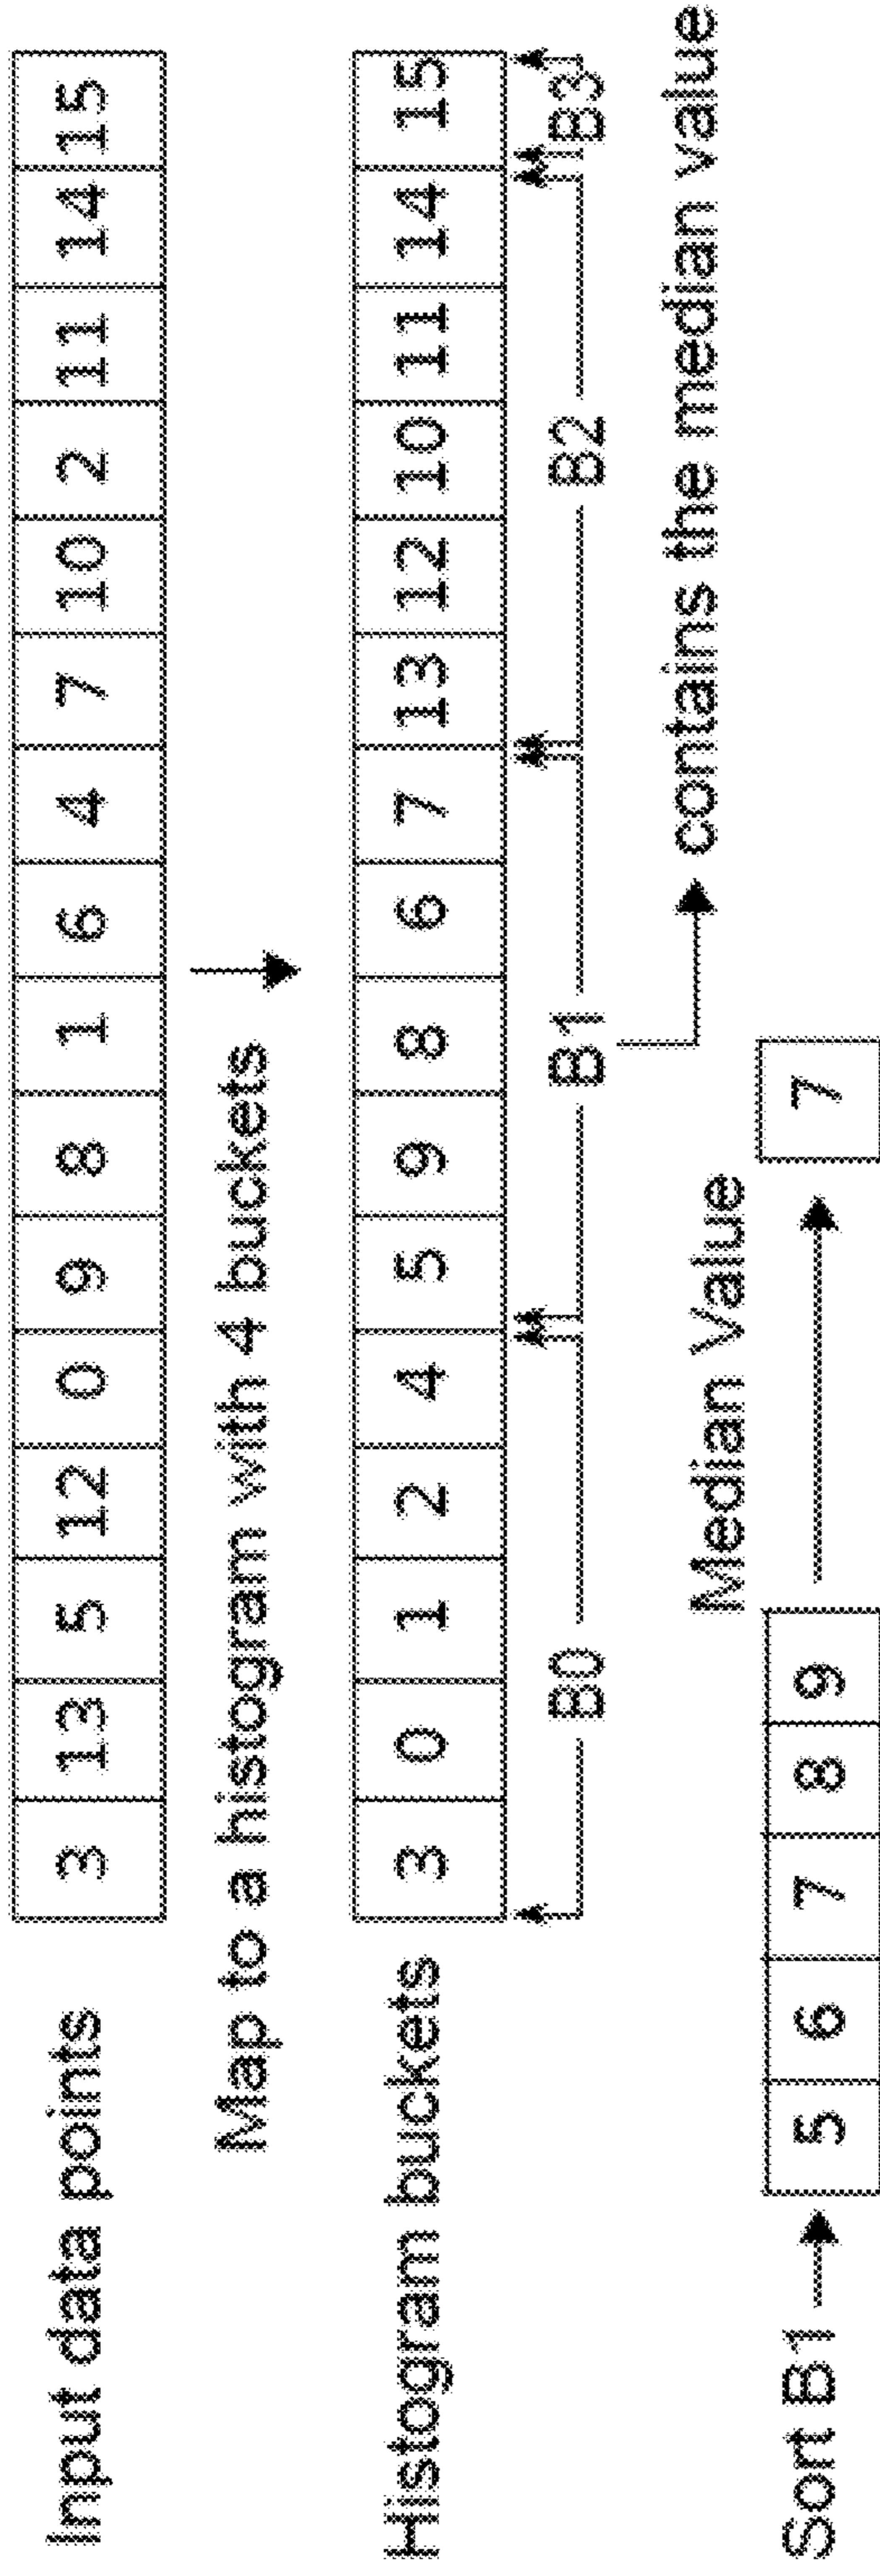 Input data points
3 13 5 12 0 9 8 1 6 4 7 10 2 11 14 15
Map to a histogram with 4 buckets
Histogram buckets
3 0 1 2 4 5 9 8 6 7 13 12 10 11 14 15
B0 B1 B2 B3
contains the median value
Median Value
Sort B1
5 6 7 8 9
7